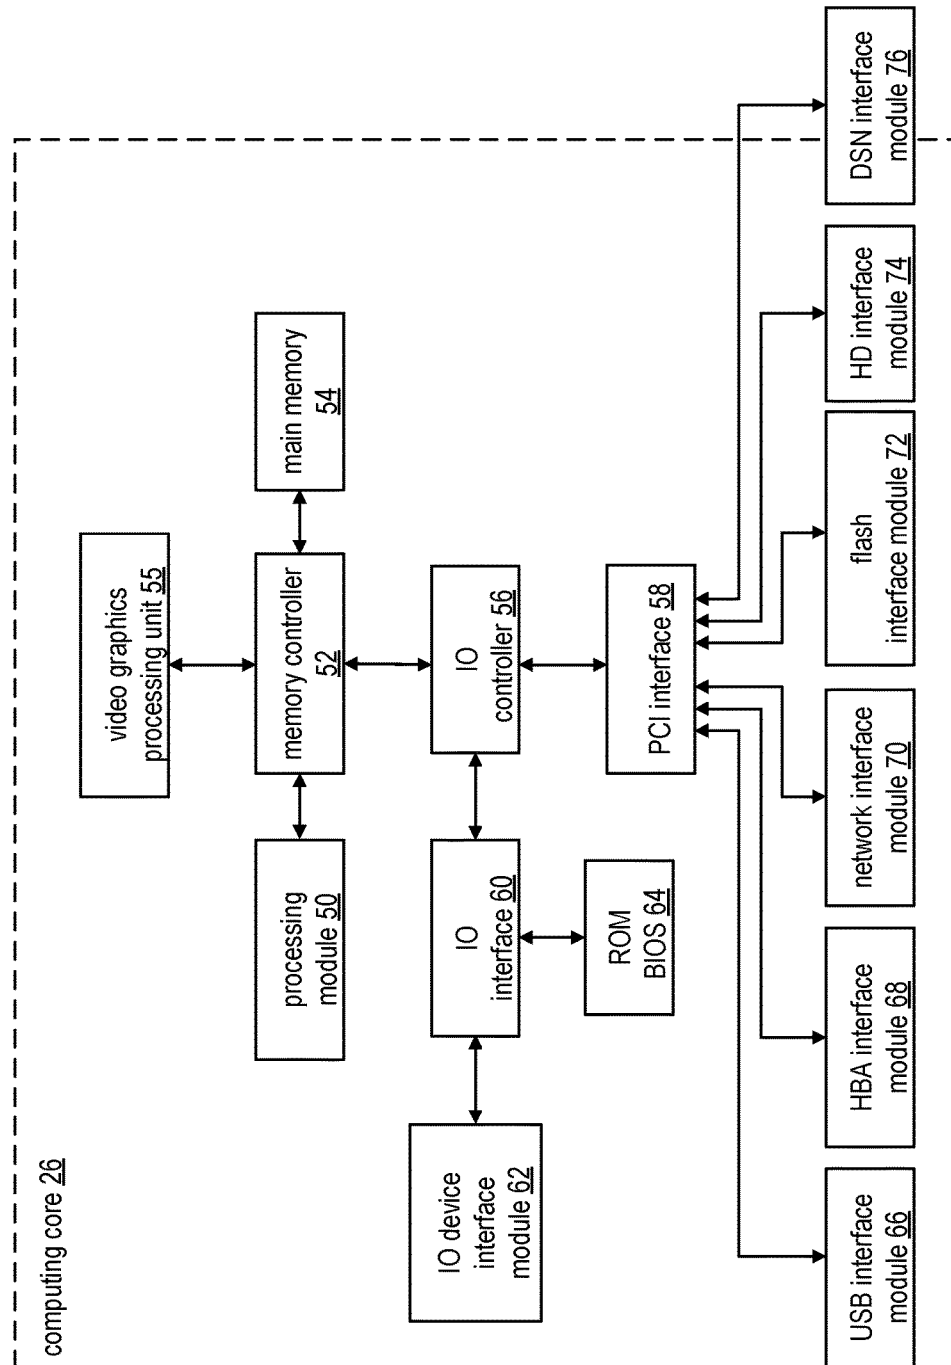 computing core 26
video graphics
processing unit 55
processing
module 50
memory controller
52
main memory
54
IO device
interface
module 62
IO
interface 60
IO
controller 56
ROM
BIOS 64
PCI interface 58
USB interface
module 66
HBA interface
module 68
network interface
module 70
flash
interface module 72
HD interface
module 74
DSN interface
module 76